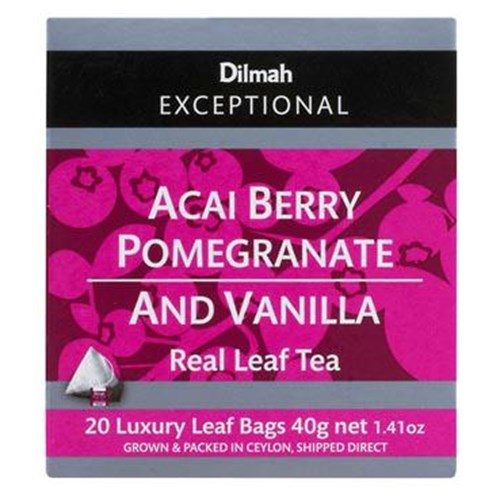 Dilmah
EXCEPTIONAL
ACAI BERRY
POMEGRANATE
AND VANILLA
Real Leaf Tea
20 Luxury Leaf Bags 40g net 1.41oz
GROWN & PACKED IN CEYLON, SHIPPED DIRECT